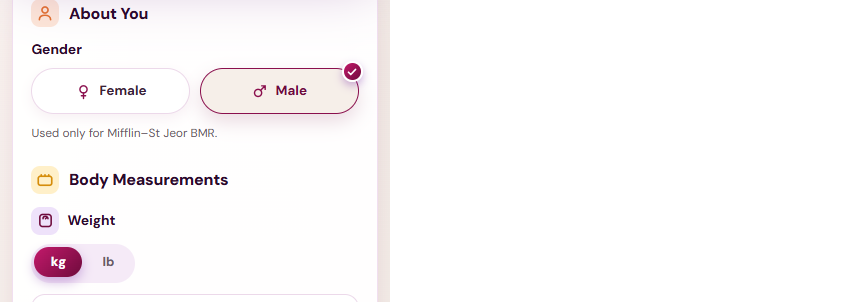 About You
Gender
Female
Male
Used only for Mifflin–St Jeor BMR.
Body Measurements
Weight
kg lb